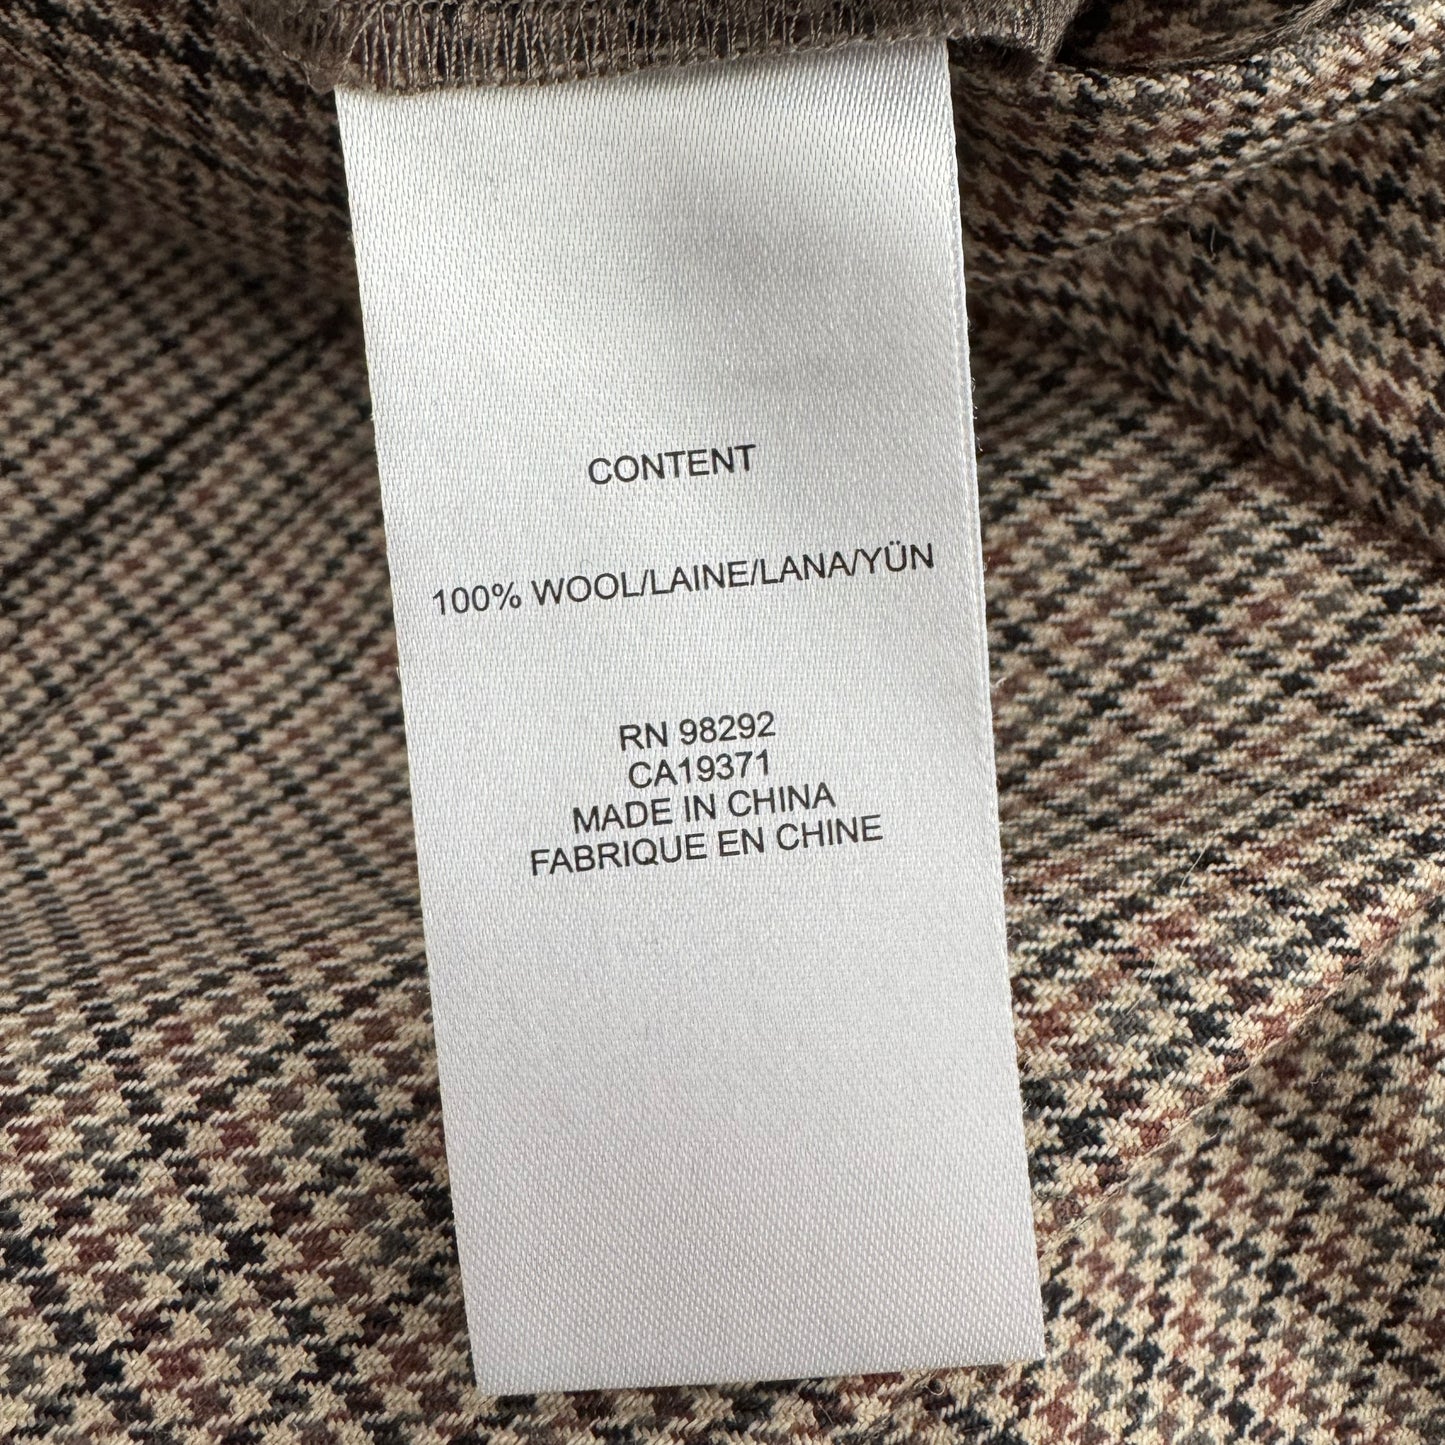 CONTENT
100% WOOL/LAINE/LANA/YÜN
RN 98292
CA19371
MADE IN CHINA
FABRIQUE EN CHINE